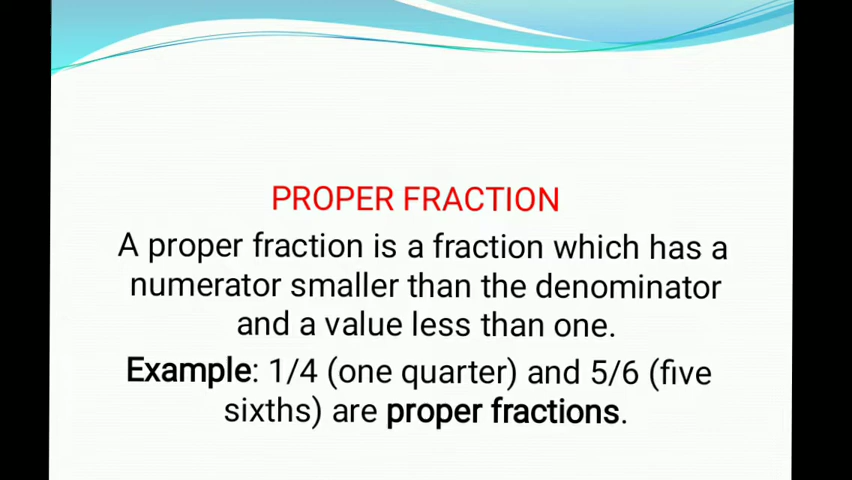 PROPER FRACTION
A proper fraction is a fraction which has a
numerator smaller than the denominator
and a value less than one.
Example: 1/4 (one quarter) and 5/6 (five
sixths) are proper fractions.